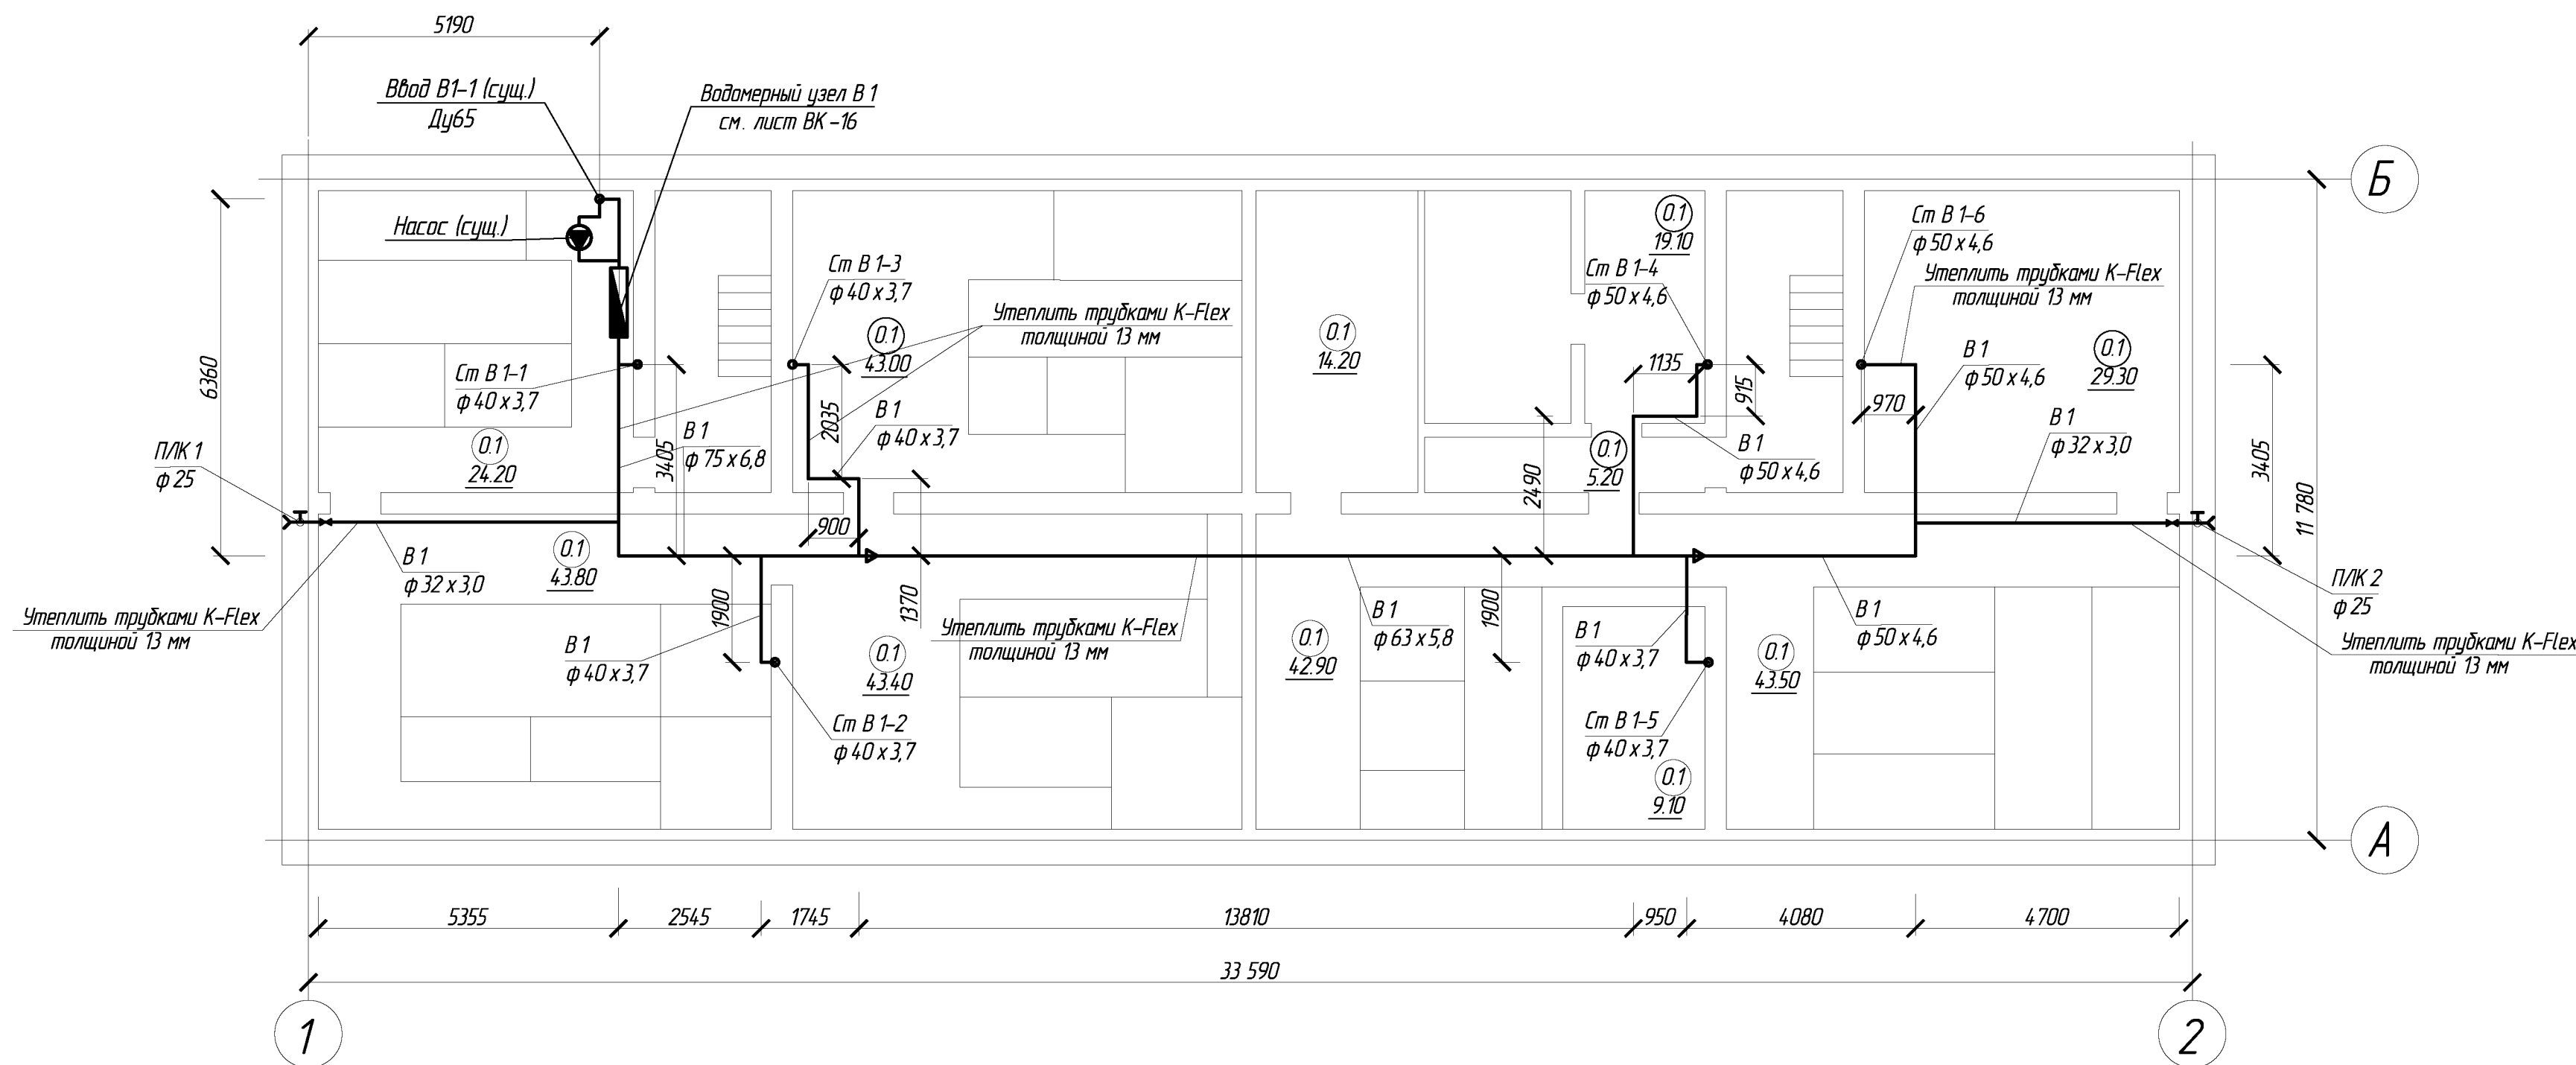 5190
Ввод В1-1 (сущ.)
Ду65
Водомерный узел В 1
см. лист ВК-16
Б
Насос (сущ.)
0.1
19.10
Ст В 1-6
ф 50 х 4,6
Ст В 1-3
ф 40 х 3,7
Ст В 1-4
ф 50 х 4,6
Утеплить трубками K-Flex
толщиной 13 мм
Утеплить трубками K-Flex
толщиной 13 мм
0.1
43.00
0.1
14.20
0.1
29.30
6360
Ст В 1-1
ф 40 х 3,7
1135
915
В 1
ф 50 х 4,6
970
2035
В 1
ф 40 х 3,7
В 1
ф 32 х 3,0
0.1
24.20
3405
В 1
ф 75 х 6,8
ПЛК 1
ф 25
0.1
5.20
В 1
ф 50 х 4,6
2490
3405
11 780
900
0.1
43.80
В 1
ф 32 х 3,0
Утеплить трубками K-Flex
толщиной 13 мм
1900
1370
В 1
ф 40 х 3,7
0.1
43.40
Утеплить трубками K-Flex
толщиной 13 мм
0.1
42.90
В 1
ф 63 х 5,8
1900
В 1
ф 40 х 3,7
0.1
43.50
В 1
ф 50 х 4,6
ПЛК 2
ф 25
Утеплить трубками K-Flex
толщиной 13 мм
Ст В 1-2
ф 40 х 3,7
Ст В 1-5
ф 40 х 3,7
0.1
9.10
А
5355
2545
1745
13810
950
4080
4700
33 590
1
2